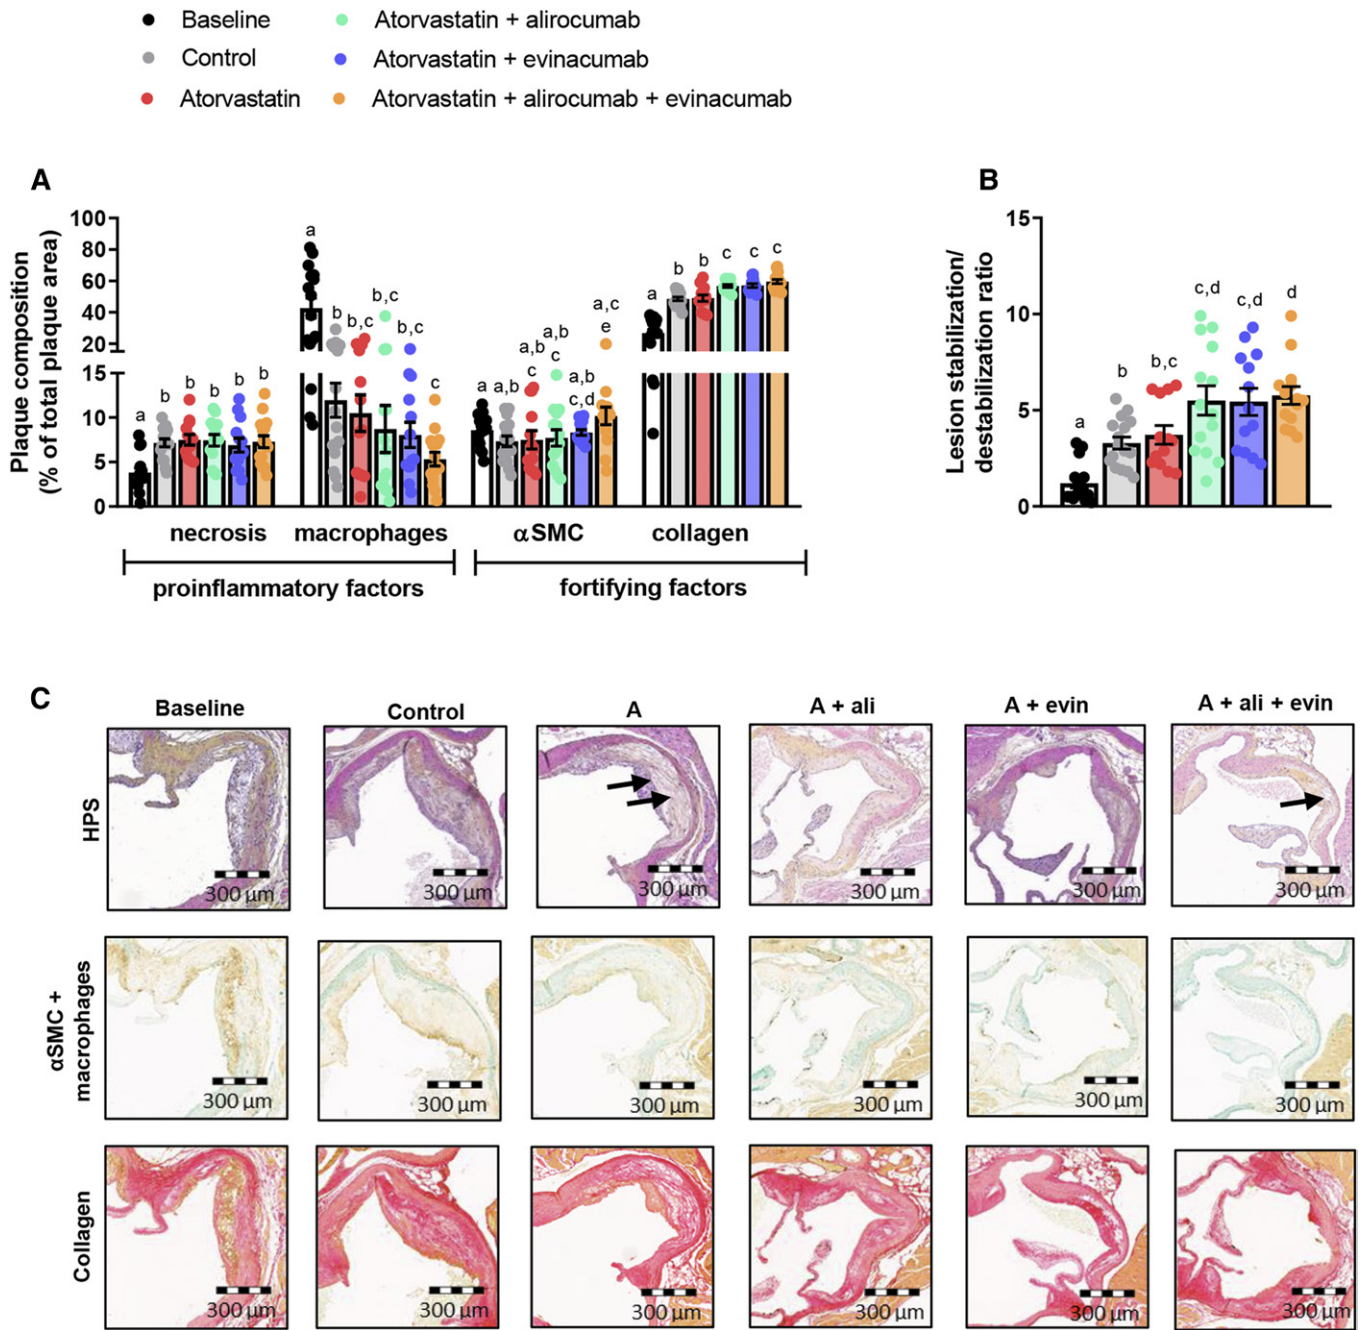 Baseline
Atorvastatin + alirocumab
Control
Atorvastatin + evinacumab
Atorvastatin
Atorvastatin + alirocumab + evinacumab
A
Plaque composition
(% of total plaque area)
100
80
60
40
20
15
10
5
0
a
b
b
b
b
b
a
b
b,c
b,c
b,c
c
a
a,b
a,b
c
a,b
c
a,b
c,d
a,c
e
a
b
b
c
c
c
necrosis
macrophages
αSMC
collagen
proinflammatory factors
fortifying factors
B
Lesion stabilization/
destabilization ratio
15
10
5
0
a
b
b,c
c,d
c,d
d
C
Baseline
Control
A
A + ali
A + evin
A + ali + evin
HPS
300 µm
300 µm
300 µm
300 µm
300 µm
300 µm
αSMC +
macrophages
300 µm
300 µm
300 µm
300 µm
300 µm
300 µm
Collagen
300 µm
300 µm
300 µm
300 µm
300 µm
300 µm